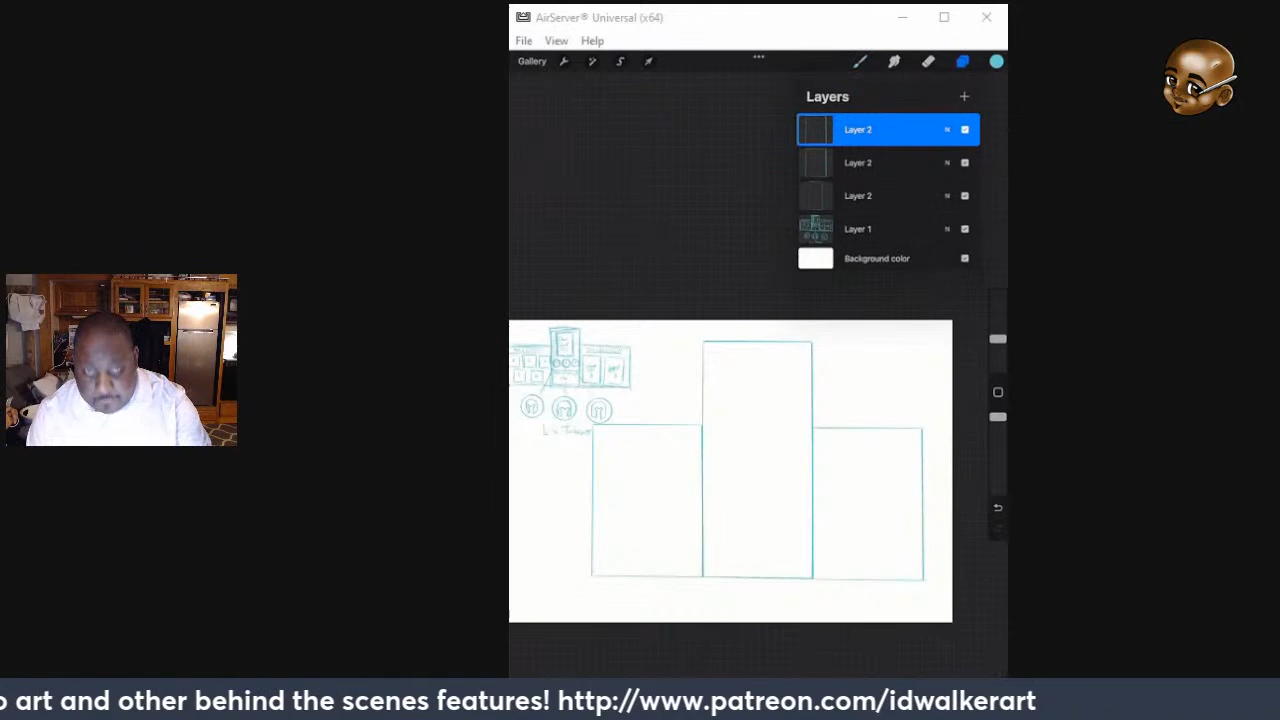 AirServer® Universal (x64)
File View Help
Gallery
Layers
Layer 2 N
Layer 2 N
Layer 2 N
Layer 1 N
Background color
o art and other behind the scenes features! http://www.patreon.com/idwalkerart